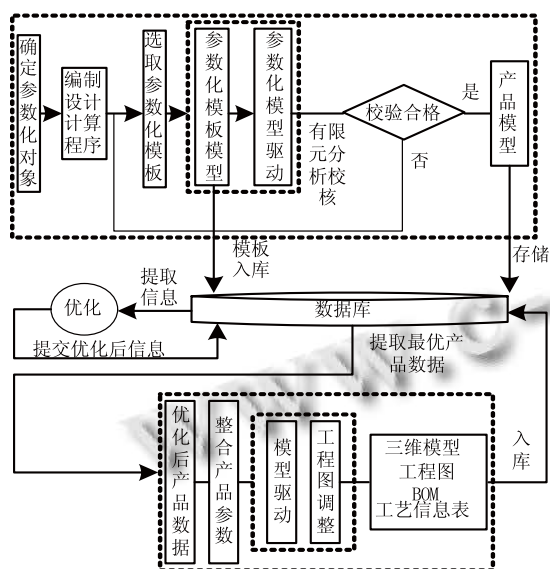 确定参数化对象
编制
设计
计算
程序
选取参数化模板
参数化模板模型
参数化模型驱动
有限
元分
析校
核
校验合格
是
否
产品模型
模板
入库
存储
提取
信息
优化
提交优化后信息
数据库
提取最优产
品数据
优化后产品数据
整合产品参数
模型驱动
工程图调整
三维模型
工程图
BOM
工艺信息表
入
库
www.c-